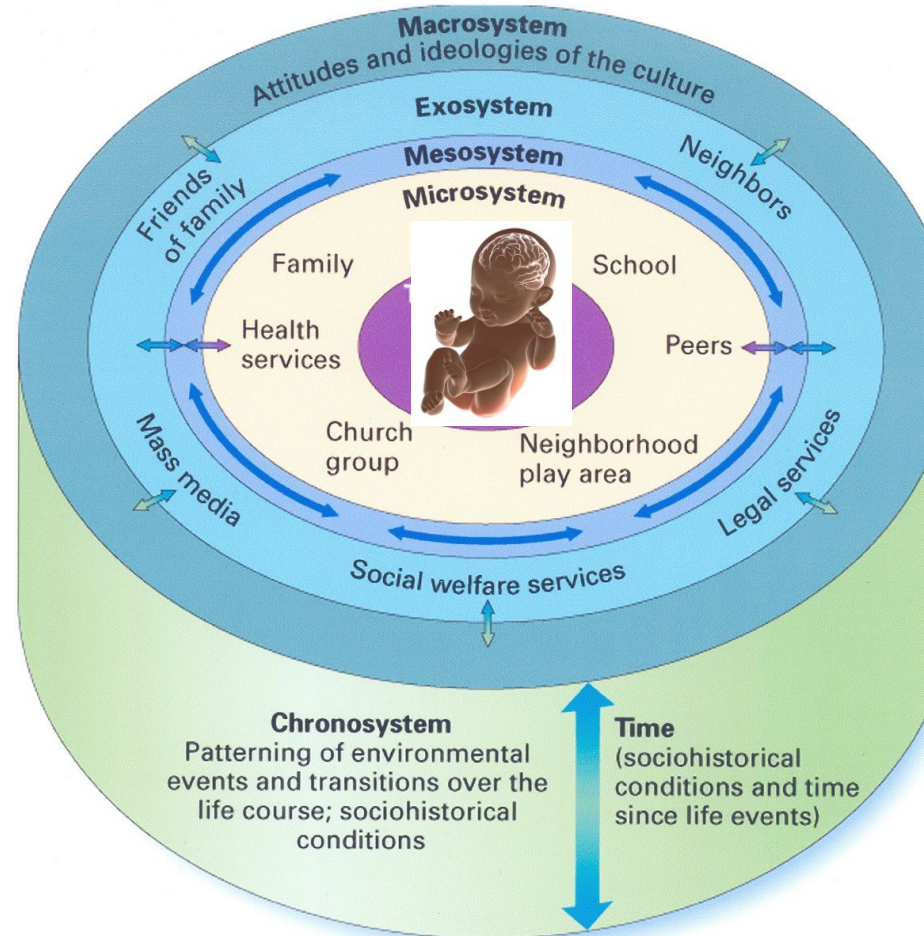 Macrosystem
Attitudes and ideologies of the culture
Exosystem
Mesosystem
Microsystem
Friends
of family
Neighbors
Family
School
Health
services
Peers
Church
group
Neighborhood
play area
Mass media
Legal services
Social welfare services
Chronosystem
Patterning of environmental
events and transitions over the
life course; sociohistorical
conditions
Time
(sociohistorical
conditions and time
since life events)